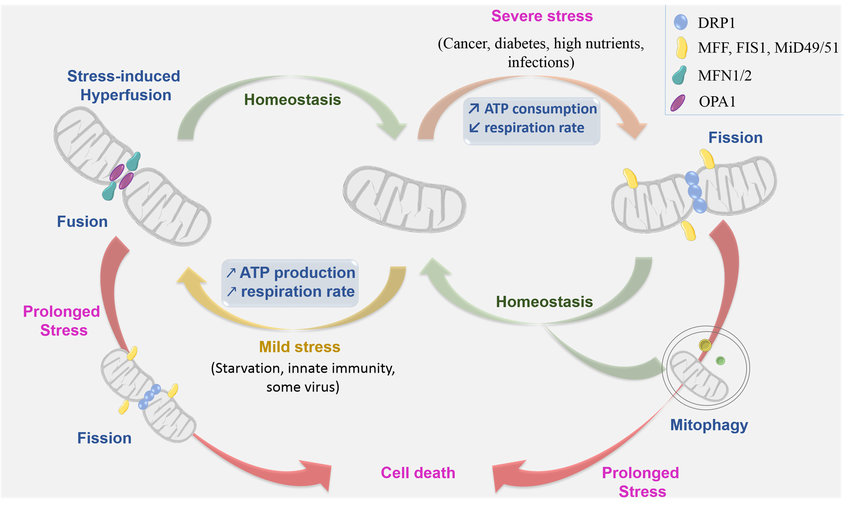 Severe stress
(Cancer, diabetes, high nutrients,
infections)
DRP1
MFF, FIS1, MiD49/51
MFN1/2
OPA1
Stress-induced
Hyperfusion
Homeostasis
↗ ATP consumption
↙ respiration rate
Fission
Fusion
↗ ATP production
↗ respiration rate
Homeostasis
Prolonged
Stress
Mild stress
(Starvation, innate immunity,
some virus)
Mitophagy
Fission
Cell death
Prolonged
Stress